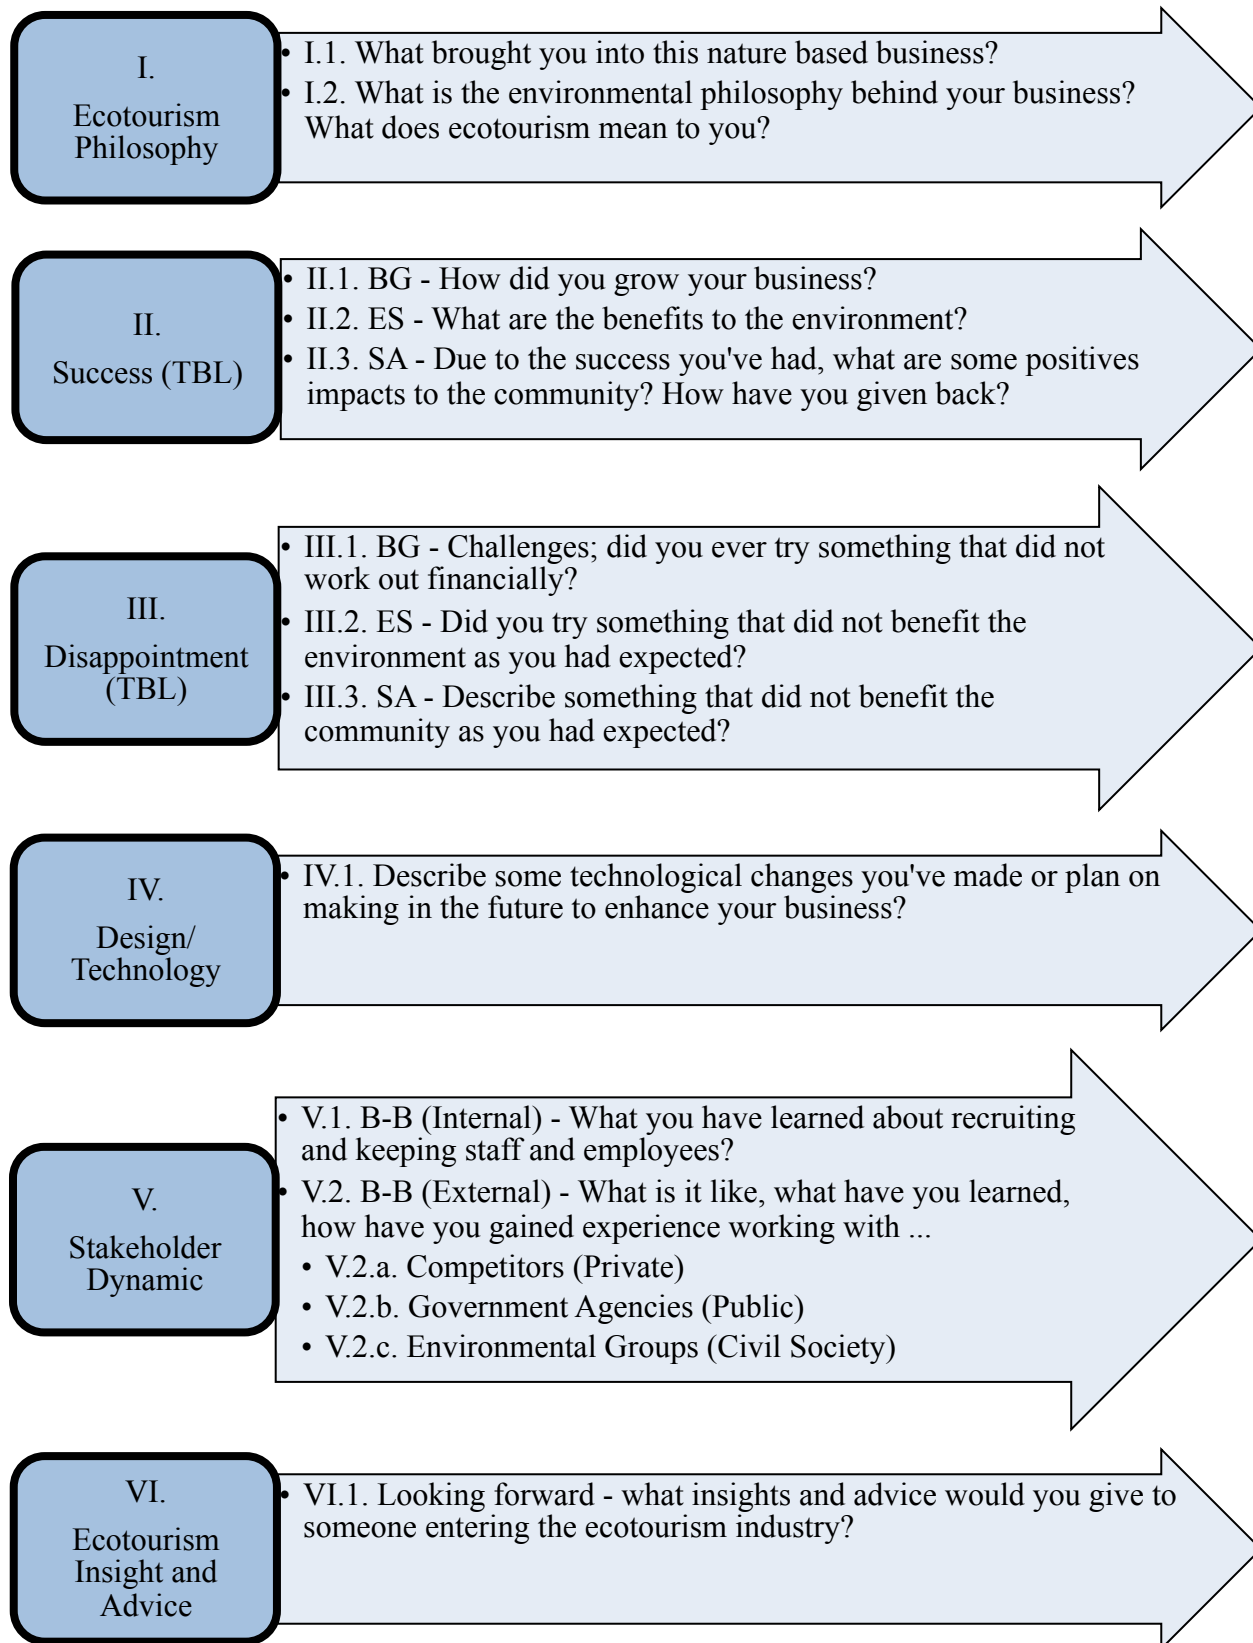 I.
Ecotourism
Philosophy
• I.1. What brought you into this nature based business?
• I.2. What is the environmental philosophy behind your business?
What does ecotourism mean to you?
II.
Success (TBL)
• II.1. BG - How did you grow your business?
• II.2. ES - What are the benefits to the environment?
• II.3. SA - Due to the success you've had, what are some positives
impacts to the community? How have you given back?
III.
Disappointment
(TBL)
• III.1. BG - Challenges; did you ever try something that did not
work out financially?
• III.2. ES - Did you try something that did not benefit the
environment as you had expected?
• III.3. SA - Describe something that did not benefit the
community as you had expected?
IV.
Design/
Technology
• IV.1. Describe some technological changes you've made or plan on
making in the future to enhance your business?
V.
Stakeholder
Dynamic
• V.1. B-B (Internal) - What you have learned about recruiting
and keeping staff and employees?
• V.2. B-B (External) - What is it like, what have you learned,
how have you gained experience working with ...
• V.2.a. Competitors (Private)
• V.2.b. Government Agencies (Public)
• V.2.c. Environmental Groups (Civil Society)
VI.
Ecotourism
Insight and
Advice
• VI.1. Looking forward - what insights and advice would you give to
someone entering the ecotourism industry?